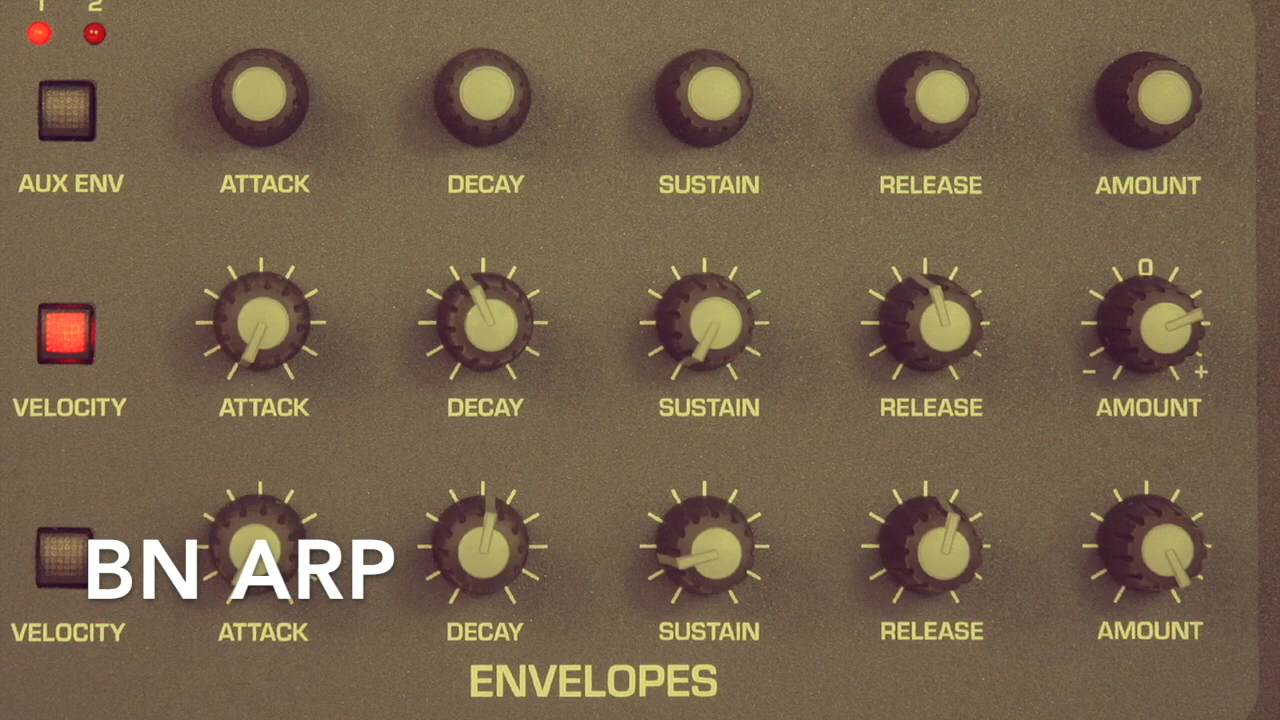 1 2
AUX ENV ATTACK DECAY SUSTAIN RELEASE AMOUNT
0
- +
VELOCITY ATTACK DECAY SUSTAIN RELEASE AMOUNT
BN ARP
VELOCITY ATTACK DECAY SUSTAIN RELEASE AMOUNT
ENVELOPES